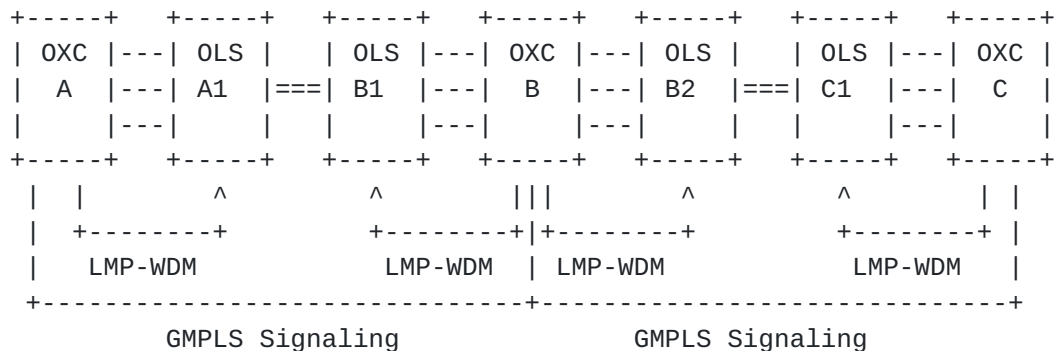 +-----+   +-----+   +-----+   +-----+   +-----+   +-----+   +-----+
| OXC |---| OLS |   | OLS |---| OXC |---| OLS |   | OLS |---| OXC |
|  A  |---| A1  |===| B1  |---|  B  |---| B2  |===| C1  |---|  C  |
|     |---|     |   |     |---|     |---|     |   |     |---|     |
+-----+   +-----+   +-----+   +-----+   +-----+   +-----+   +-----+
 |  |        ^         ^        |||        ^         ^        | |
 |  +--------+         +--------+|+--------+         +--------+ |
 |   LMP-WDM            LMP-WDM  | LMP-WDM            LMP-WDM   |
 +-------------------------------+------------------------------+
          GMPLS Signaling               GMPLS Signaling